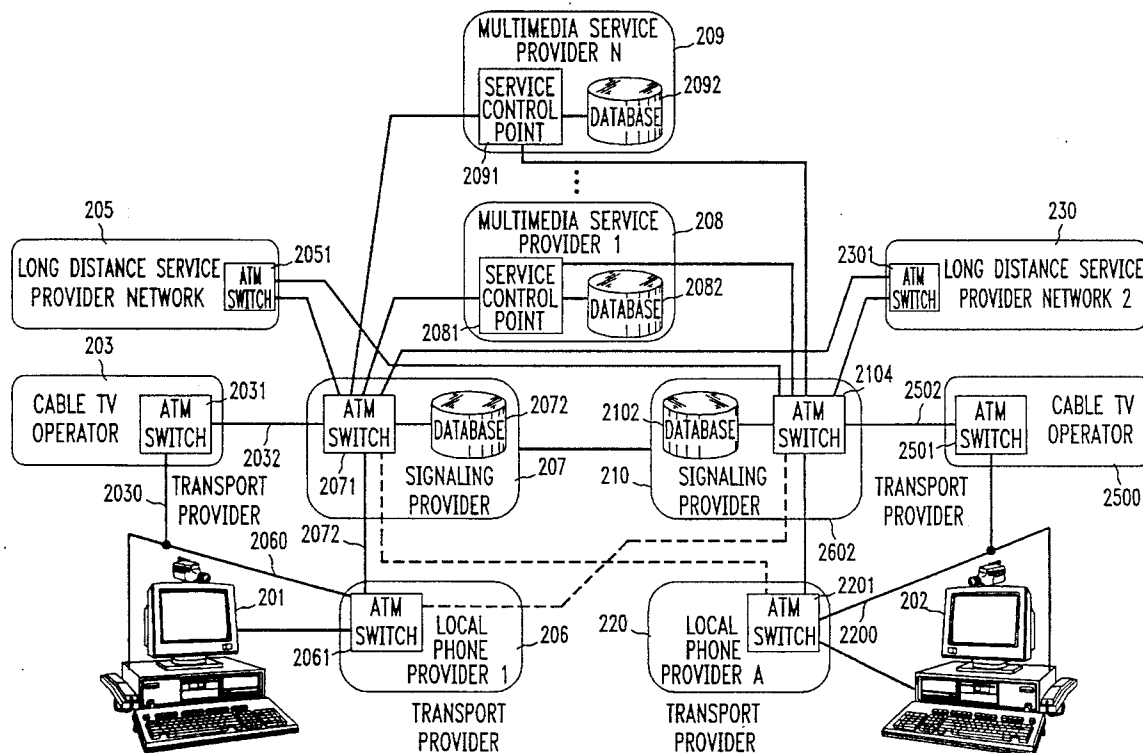 MULTIMEDIA SERVICE
PROVIDER N
209
SERVICE
CONTROL
POINT
DATABASE
2092
2091
MULTIMEDIA SERVICE
PROVIDER 1
208
SERVICE
CONTROL
POINT
DATABASE
2082
2081
205
LONG DISTANCE SERVICE
PROVIDER NETWORK
ATM
SWITCH
2051
230
2301
ATM
SWITCH
LONG DISTANCE SERVICE
PROVIDER NETWORK 2
203
CABLE TV
OPERATOR
ATM
SWITCH
2031
2032
2030
TRANSPORT
PROVIDER
ATM
SWITCH
2071
DATABASE
2072
SIGNALING
PROVIDER
207
2102
DATABASE
ATM
SWITCH
2104
210
SIGNALING
PROVIDER
2602
2502
ATM
SWITCH
2501
CABLE TV
OPERATOR
2500
TRANSPORT
PROVIDER
2072
2060
201
ATM
SWITCH
2061
LOCAL
PHONE
PROVIDER 1
206
TRANSPORT
PROVIDER
220
LOCAL
PHONE
PROVIDER A
ATM
SWITCH
2201
2200
202
TRANSPORT
PROVIDER